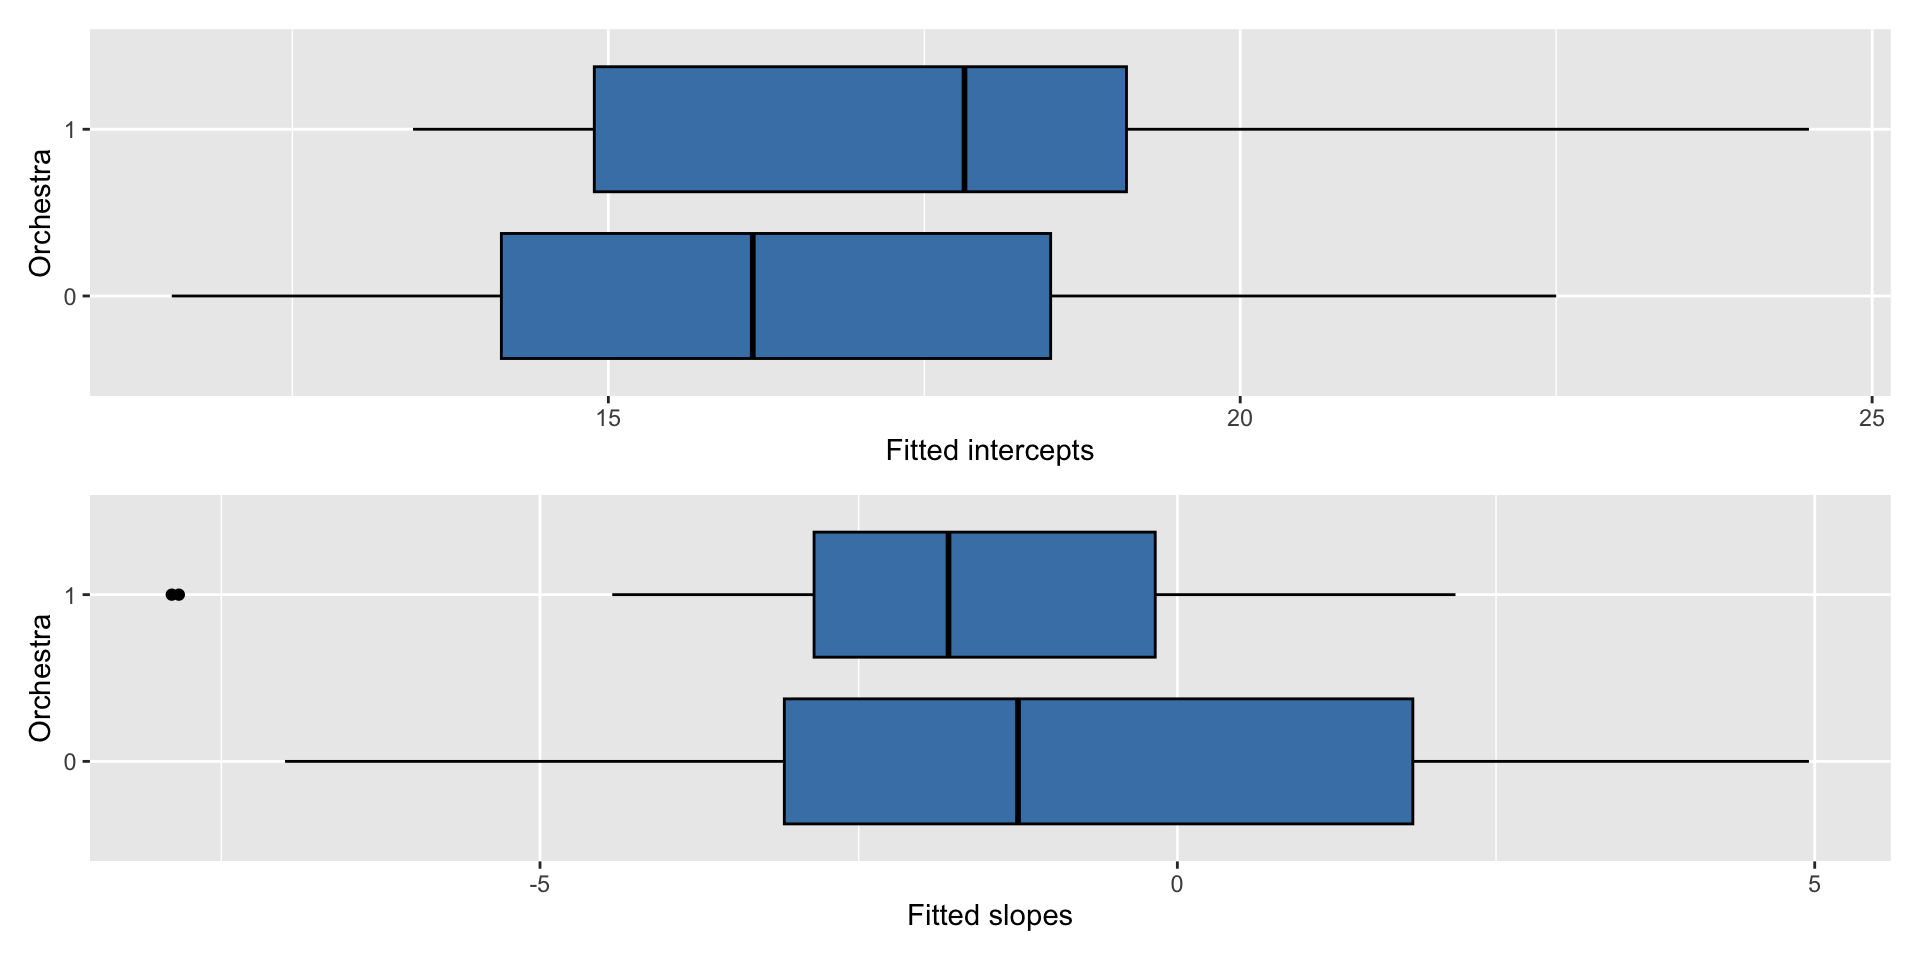 Orchestra
1
0
15 20 25
Fitted intercepts
Orchestra
1
0
-5 0 5
Fitted slopes